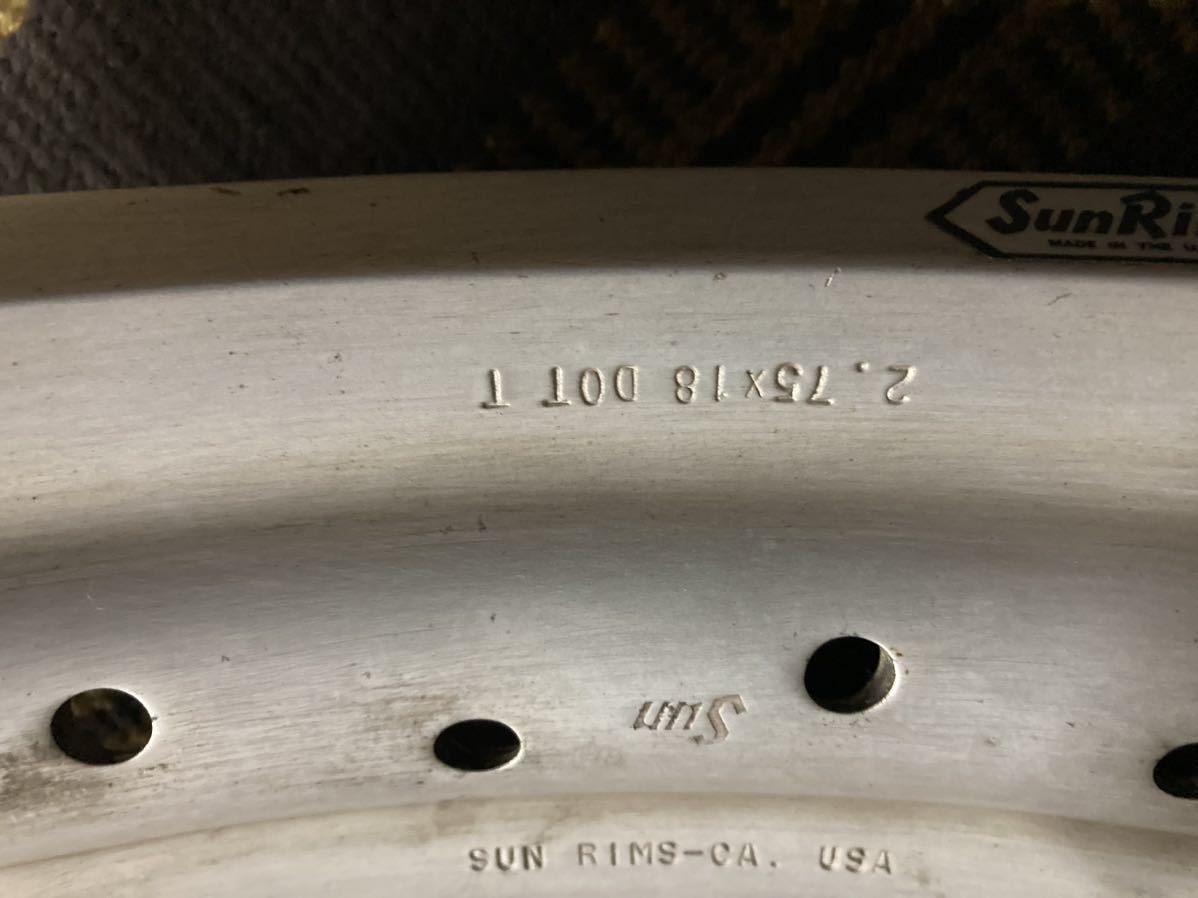 SunRi
MADE IN THE U
2.75x18 DOT T
Sun
SUN RIMS-CA. USA